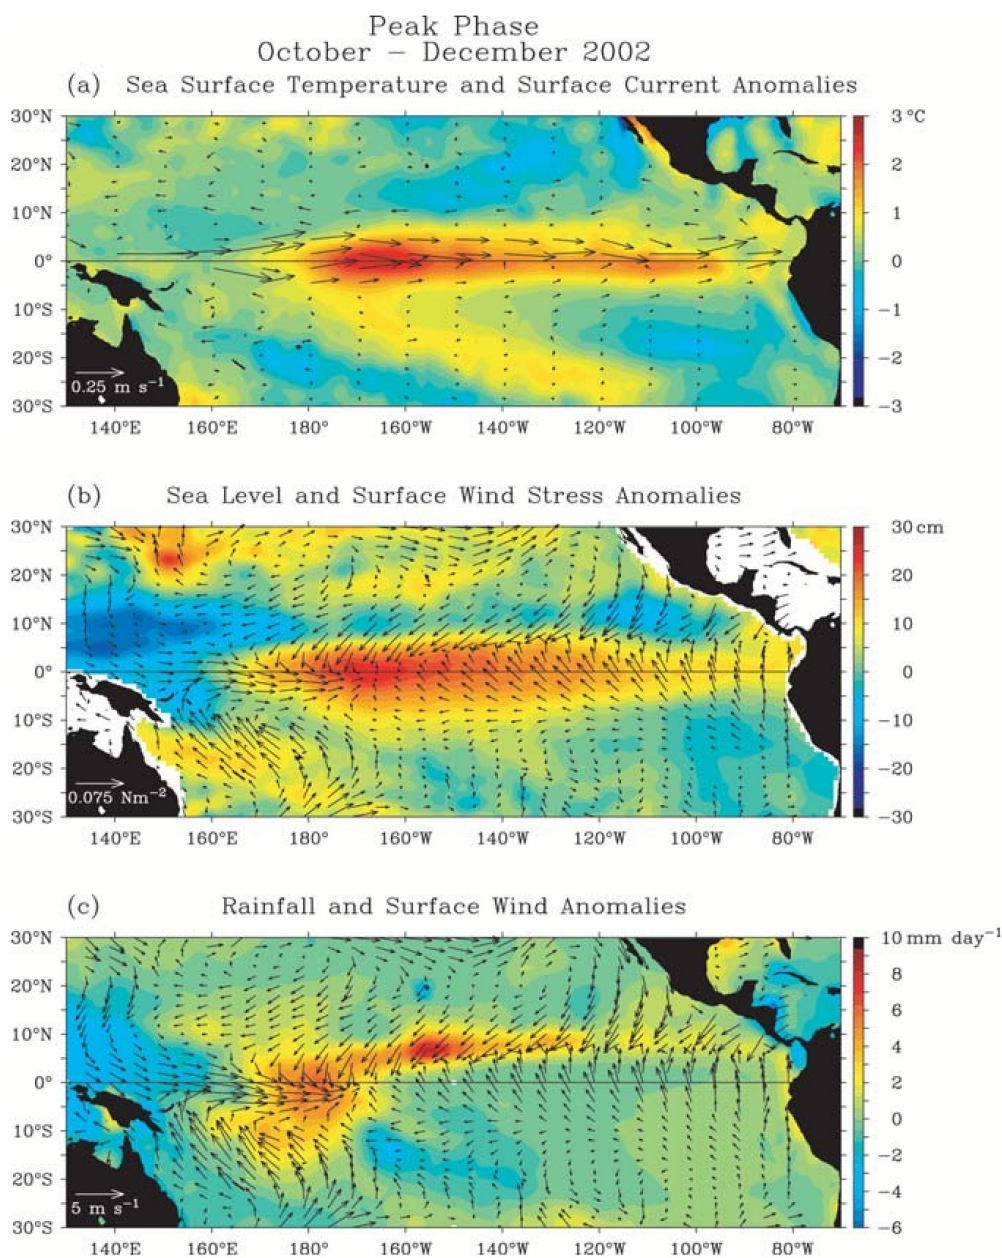 Peak Phase
October – December 2002
(a) Sea Surface Temperature and Surface Current Anomalies
30°N 3 °C
20°N 2
10°N 1
0° 0
10°S −1
20°S −2
0.25 m s⁻¹
30°S −3
140°E 160°E 180° 160°W 140°W 120°W 100°W 80°W
(b) Sea Level and Surface Wind Stress Anomalies
30°N 30 cm
20°N 20
10°N 10
0° 0
10°S −10
20°S −20
0.075 Nm⁻²
30°S −30
140°E 160°E 180° 160°W 140°W 120°W 100°W 80°W
(c) Rainfall and Surface Wind Anomalies
30°N 10 mm day⁻¹
8
20°N 6
10°N 4
2
0° 0
10°S
−2
20°S −4
5 m s⁻¹
30°S −6
140°E 160°E 180° 160°W 140°W 120°W 100°W 80°W